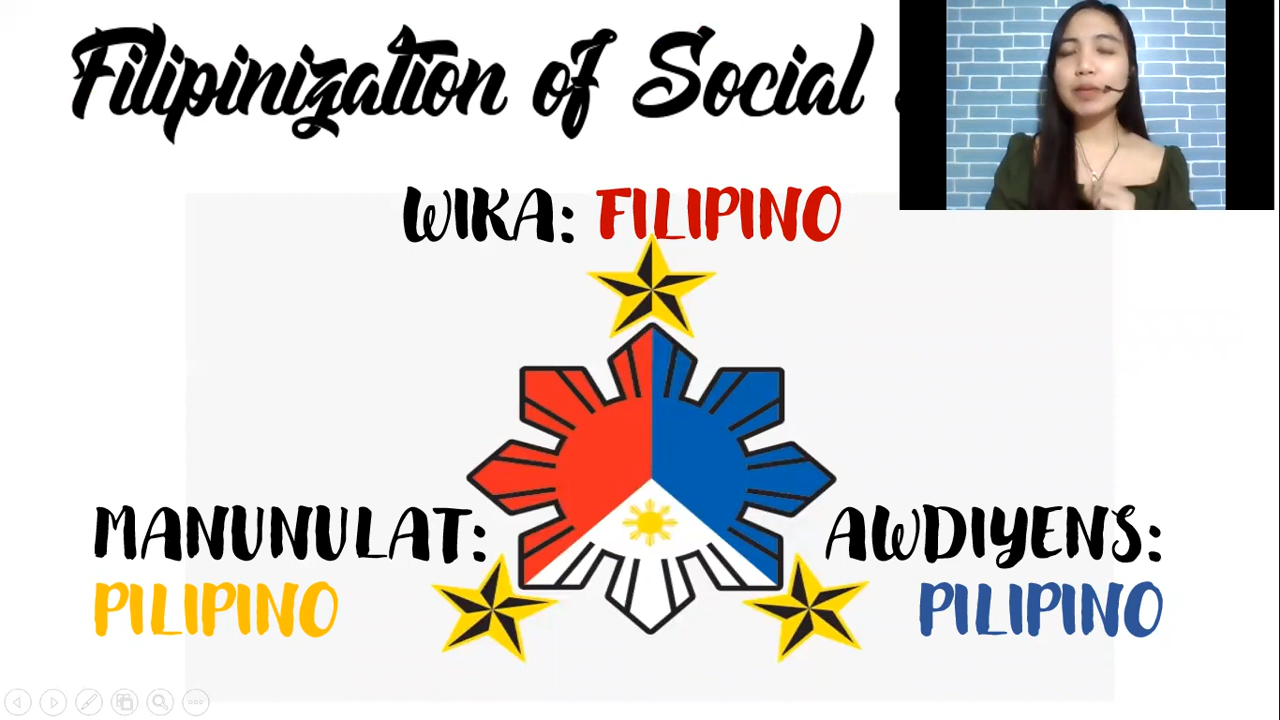 Filipinization of Social
WIKA: FILIPINO
MANUNULAT:
PILIPINO
AWDIYENS:
PILIPINO